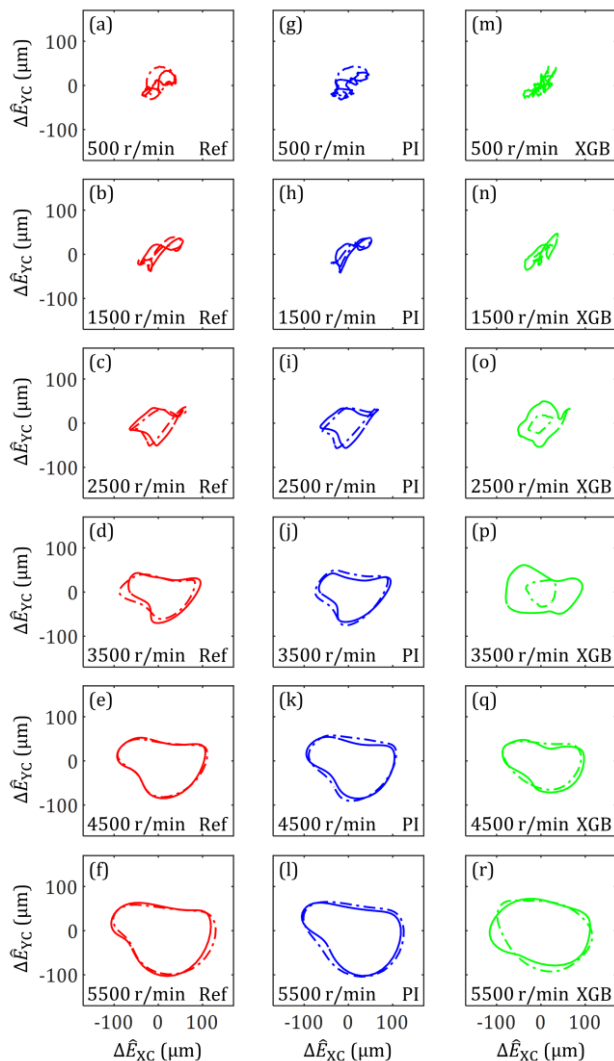 (a) (g) (m)
100
0
-100
ΔÊYC (μm)
500 r/min Ref 500 r/min PI 500 r/min XGB
(b) (h) (n)
100
0
-100
ΔÊYC (μm)
1500 r/min Ref 1500 r/min PI 1500 r/min XGB
(c) (i) (o)
100
0
-100
ΔÊYC (μm)
2500 r/min Ref 2500 r/min PI 2500 r/min XGB
(d) (j) (p)
100
0
-100
ΔÊYC (μm)
3500 r/min Ref 3500 r/min PI 3500 r/min XGB
(e) (k) (q)
100
0
-100
ΔÊYC (μm)
4500 r/min Ref 4500 r/min PI 4500 r/min XGB
(f) (l) (r)
100
0
-100
ΔÊYC (μm)
5500 r/min Ref 5500 r/min PI 5500 r/min XGB
-100 0 100 -100 0 100 -100 0 100
ΔÊXC (μm) ΔÊXC (μm) ΔÊXC (μm)